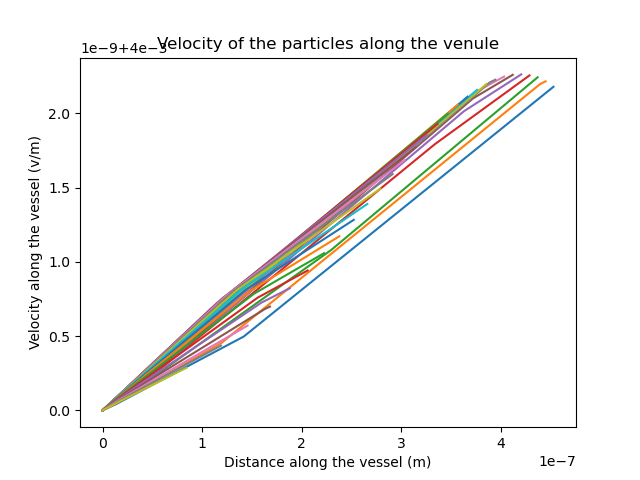 Velocity of the particles along the venule
1e−9+4e−3
2.0
1.5
1.0
0.5
0.0
Velocity along the vessel (v/m)
0 1 2 3 4
1e−7
Distance along the vessel (m)